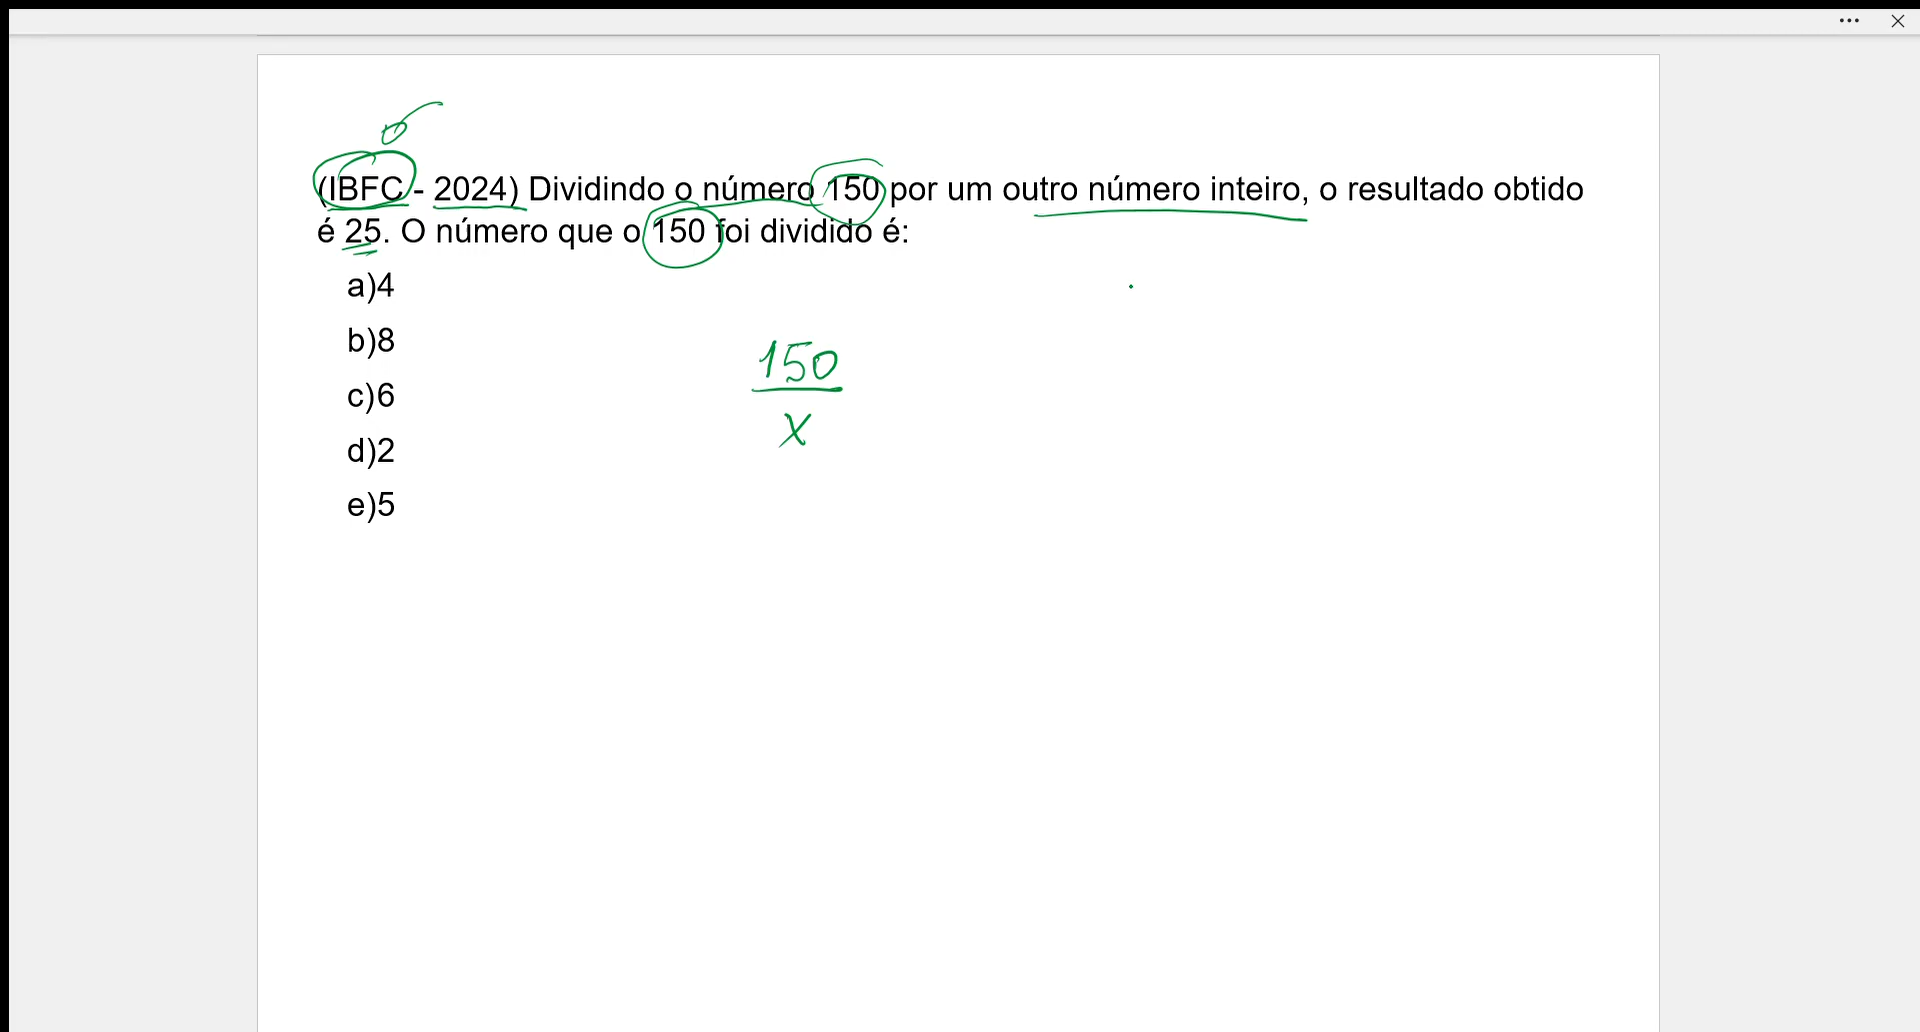 (IBFC - 2024) Dividindo o número 150 por um outro número inteiro, o resultado obtido
é 25. O número que o 150 foi dividido é:
a)4
b)8
c)6
d)2
e)5
150
x